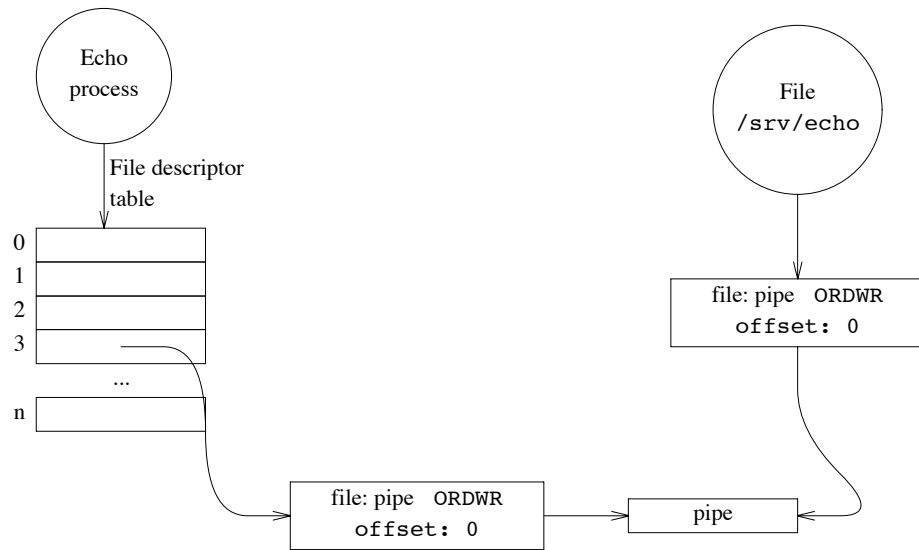 Echo
process
File
/srv/echo
File descriptor
table
0
1
2
3
...
n
file: pipe ORDWR
offset: 0
file: pipe ORDWR
offset: 0
pipe